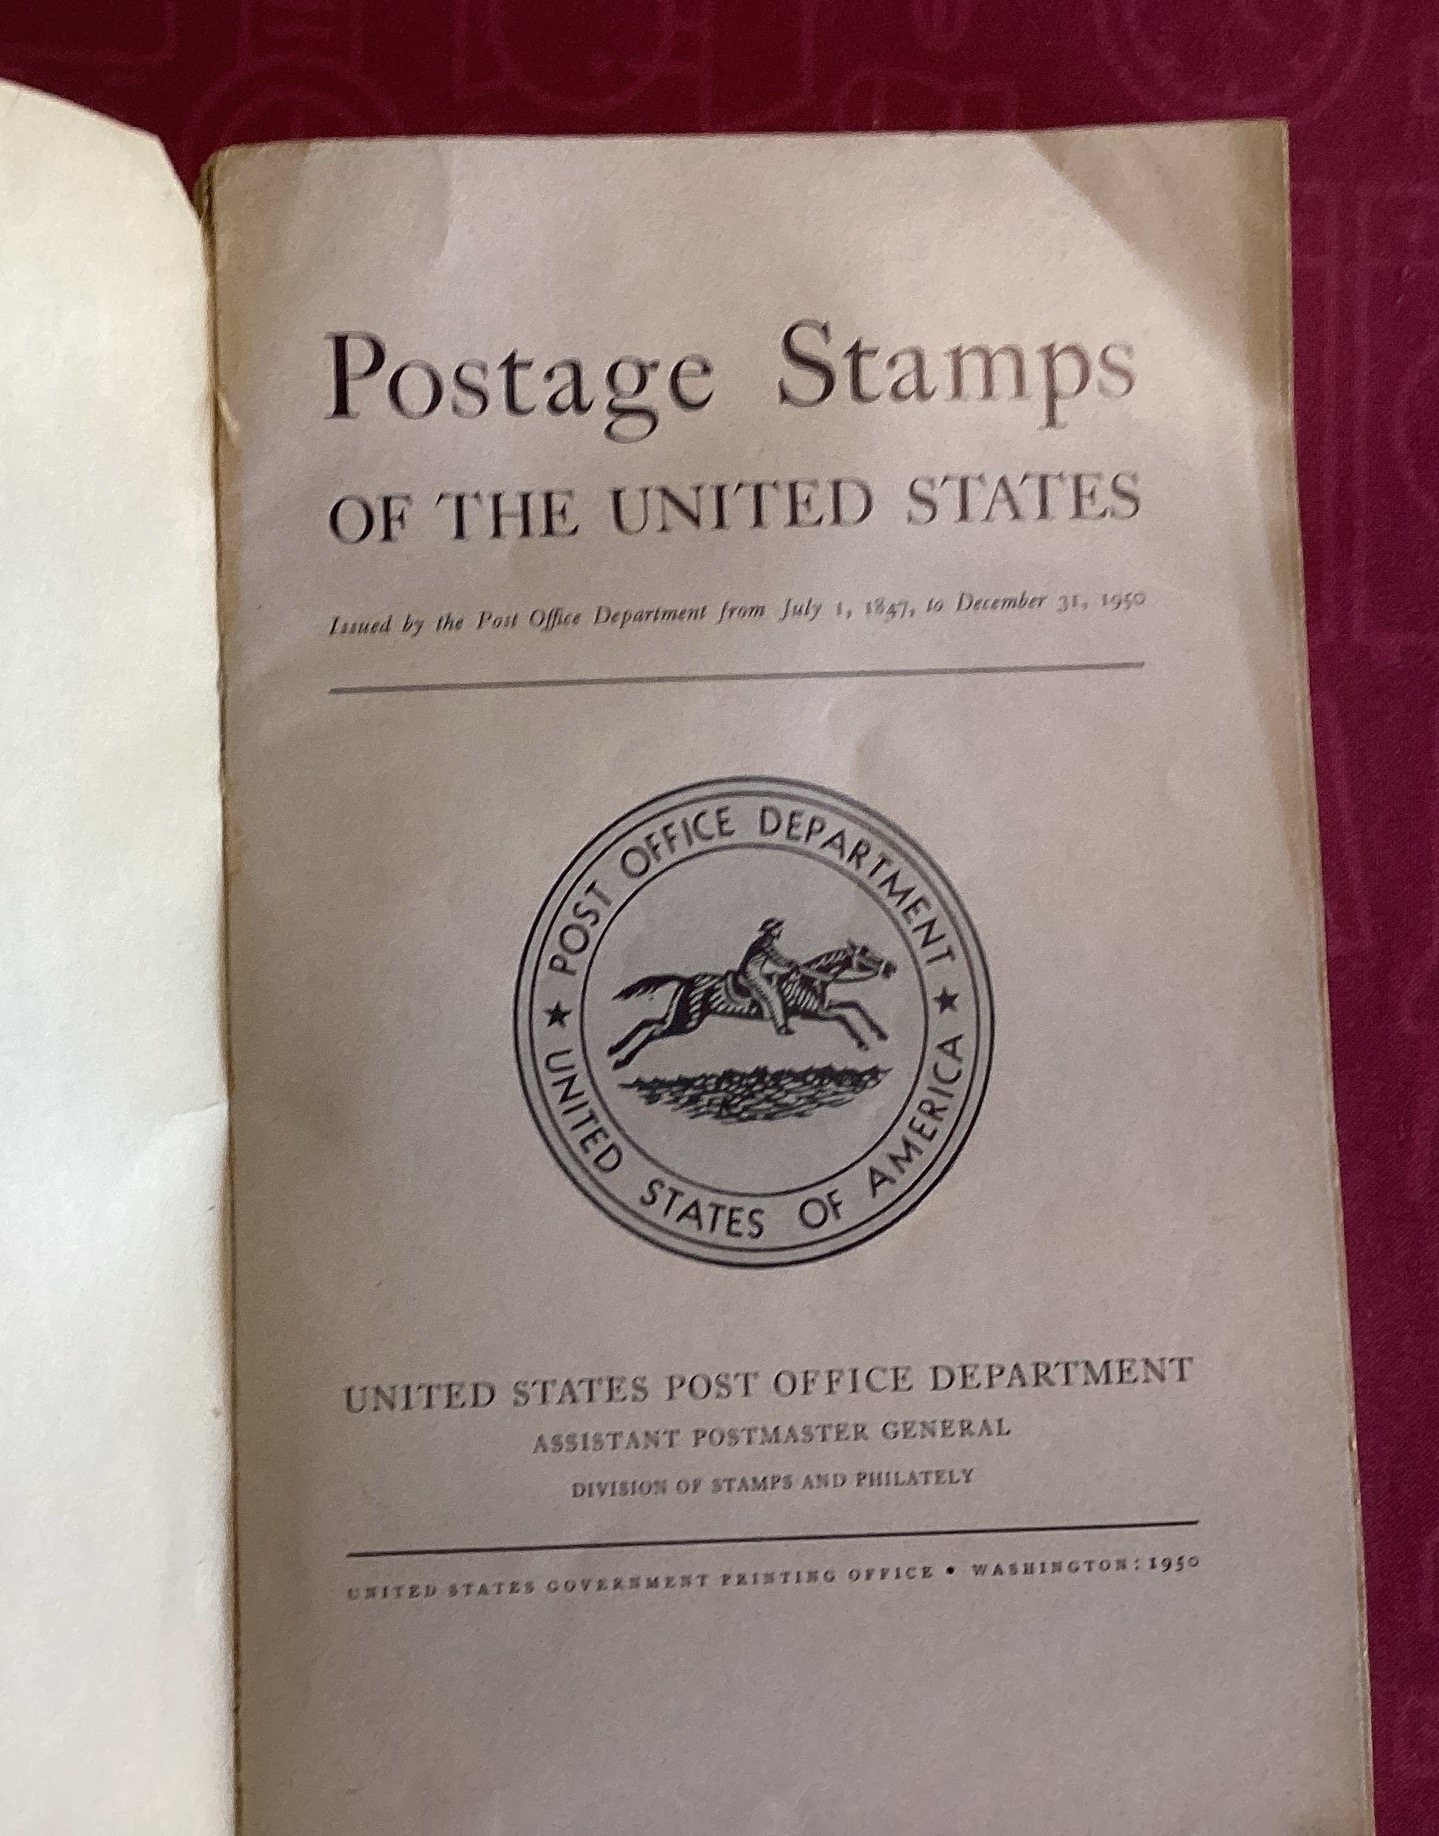 Postage Stamps
OF THE UNITED STATES
Issued by the Post Office Department from July 1, 1847, to December 31, 1950
POST OFFICE DEPARTMENT
★ UNITED STATES OF AMERICA ★
UNITED STATES POST OFFICE DEPARTMENT
ASSISTANT POSTMASTER GENERAL
DIVISION OF STAMPS AND PHILATELY
UNITED STATES GOVERNMENT PRINTING OFFICE • WASHINGTON : 1950